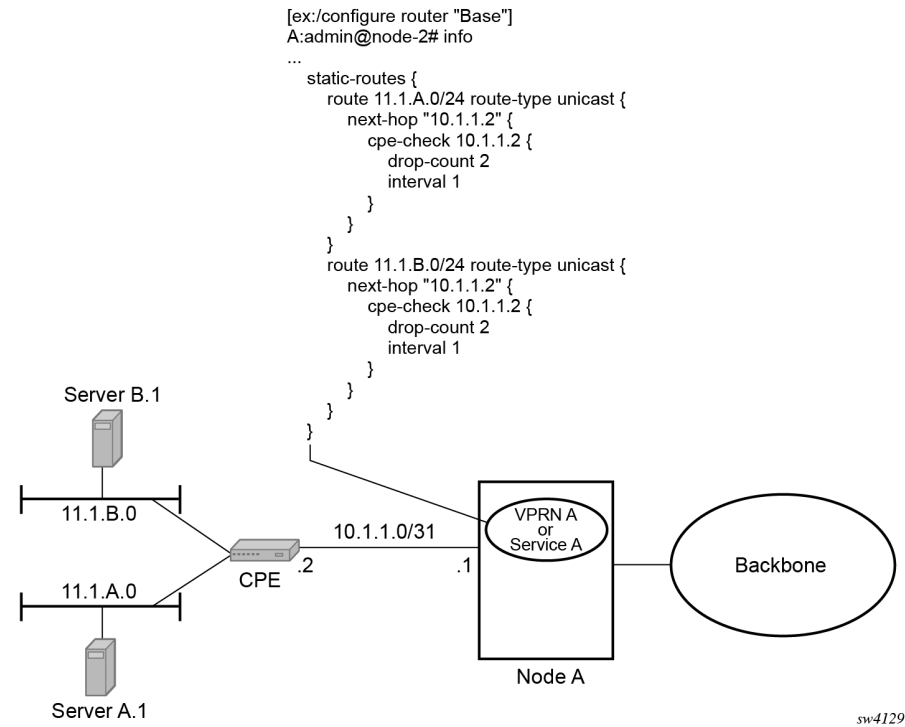 [ex:/configure router "Base"]
A:admin@node-2# info
...
static-routes {
route 11.1.A.0/24 route-type unicast {
next-hop "10.1.1.2" {
cpe-check 10.1.1.2 {
drop-count 2
interval 1
}
}
}
route 11.1.B.0/24 route-type unicast {
next-hop "10.1.1.2" {
cpe-check 10.1.1.2 {
drop-count 2
interval 1
}
}
}
}
Server B.1
11.1.B.0
11.1.A.0
Server A.1
CPE
.2
10.1.1.0/31
.1
VPRN A
or
Service A
Node A
Backbone
sw4129